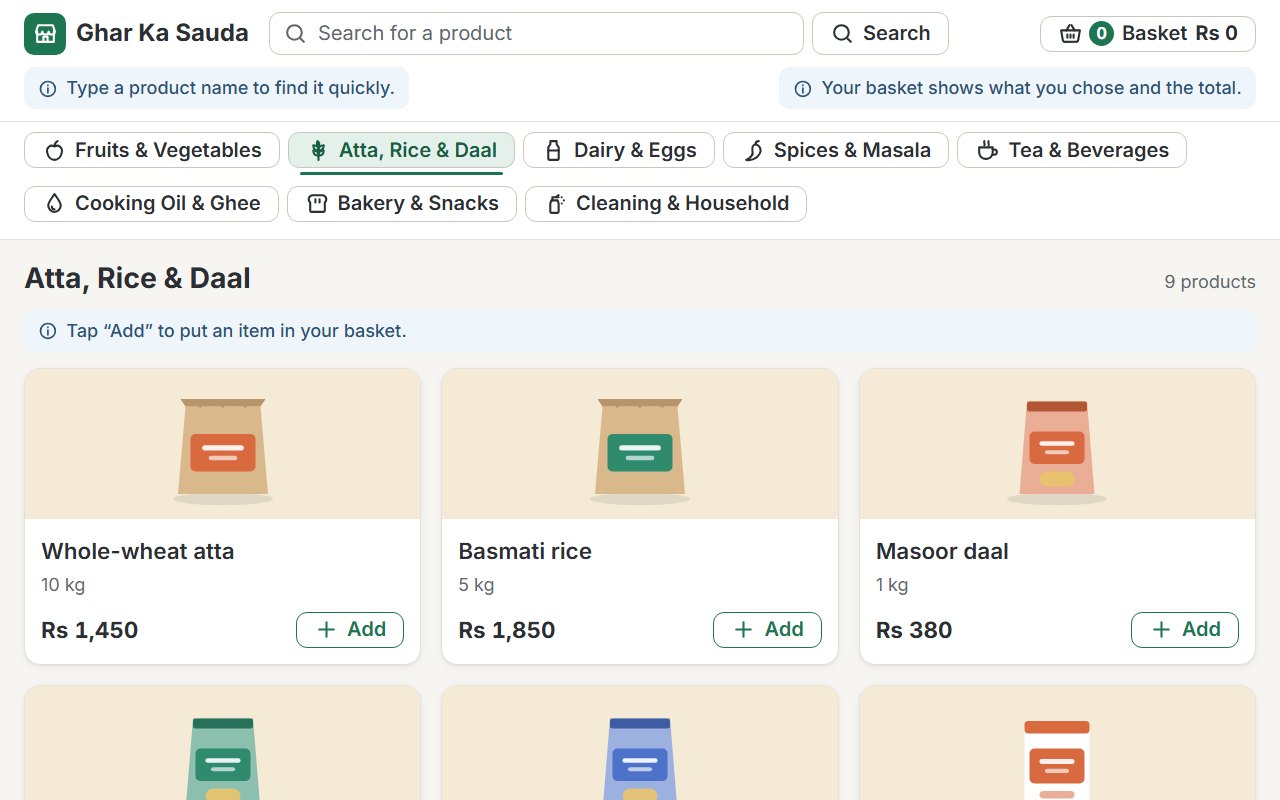 Ghar Ka Sauda
Search for a product
Search
0 Basket Rs 0
Type a product name to find it quickly.
Your basket shows what you chose and the total.
Fruits & Vegetables
Atta, Rice & Daal
Dairy & Eggs
Spices & Masala
Tea & Beverages
Cooking Oil & Ghee
Bakery & Snacks
Cleaning & Household
Atta, Rice & Daal
9 products
Tap “Add” to put an item in your basket.
Whole-wheat atta
10 kg
Rs 1,450
Add
Basmati rice
5 kg
Rs 1,850
Add
Masoor daal
1 kg
Rs 380
Add